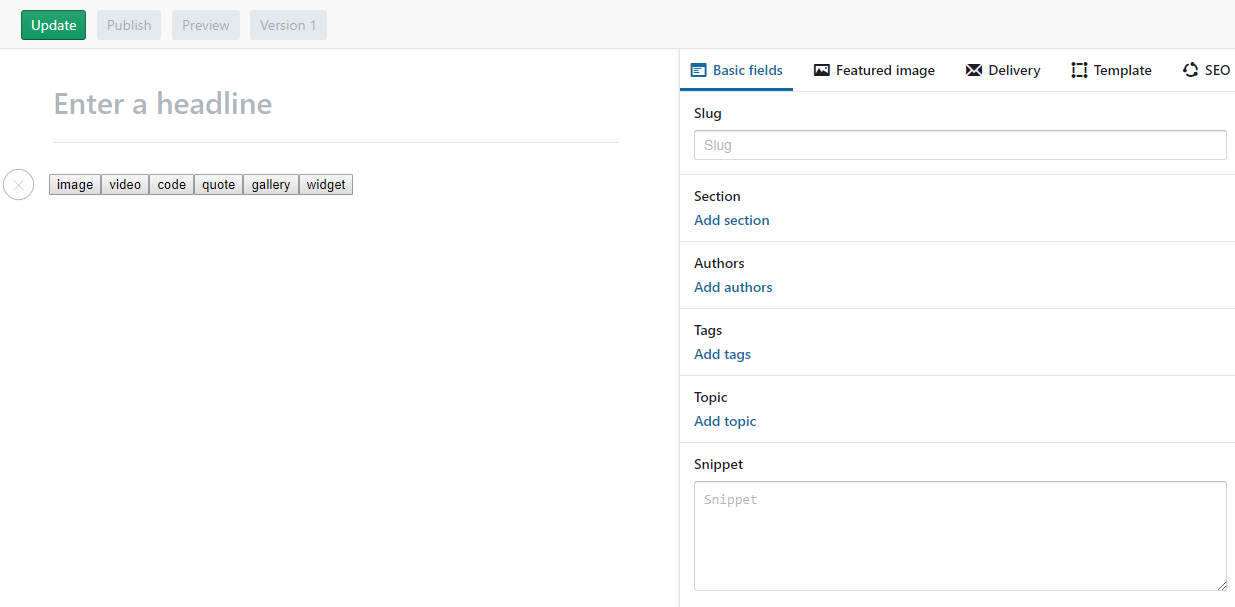 Update Publish Preview Version 1
Enter a headline
image video code quote gallery widget
Basic fields Featured image Delivery Template SEO
Slug
Slug
Section
Add section
Authors
Add authors
Tags
Add tags
Topic
Add topic
Snippet
Snippet